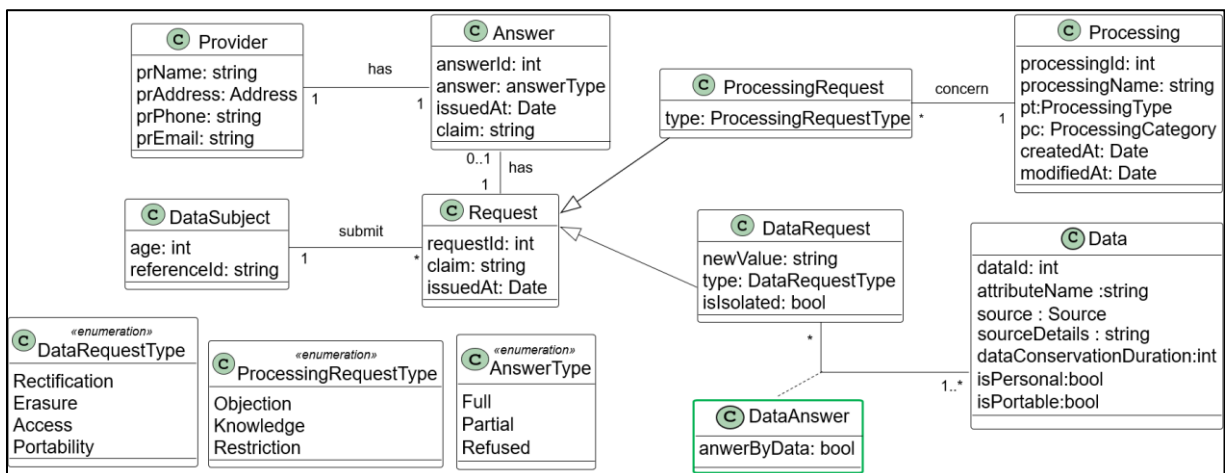 C Provider
prName: string
prAddress: Address
prPhone: string
prEmail: string
has
1
1
C Answer
answerId: int
answer: answerType
issuedAt: Date
claim: string
0..1
has
1
C ProcessingRequest
type: ProcessingRequestType
concern
*
1
C Processing
processingId: int
processingName: string
pt:ProcessingType
pc: ProcessingCategory
createdAt: Date
modifiedAt: Date
C DataSubject
age: int
referenceId: string
submit
1
*
C Request
requestId: int
claim: string
issuedAt: Date
C DataRequest
newValue: string
type: DataRequestType
isIsolated: bool
*
1..*
C Data
dataId: int
attributeName :string
source : Source
sourceDetails : string
dataConservationDuration:int
isPersonal:bool
isPortable:bool
«enumeration»
C DataRequestType
Rectification
Erasure
Access
Portability
«enumeration»
C ProcessingRequestType
Objection
Knowledge
Restriction
«enumeration»
C AnswerType
Full
Partial
Refused
C DataAnswer
anwerByData: bool